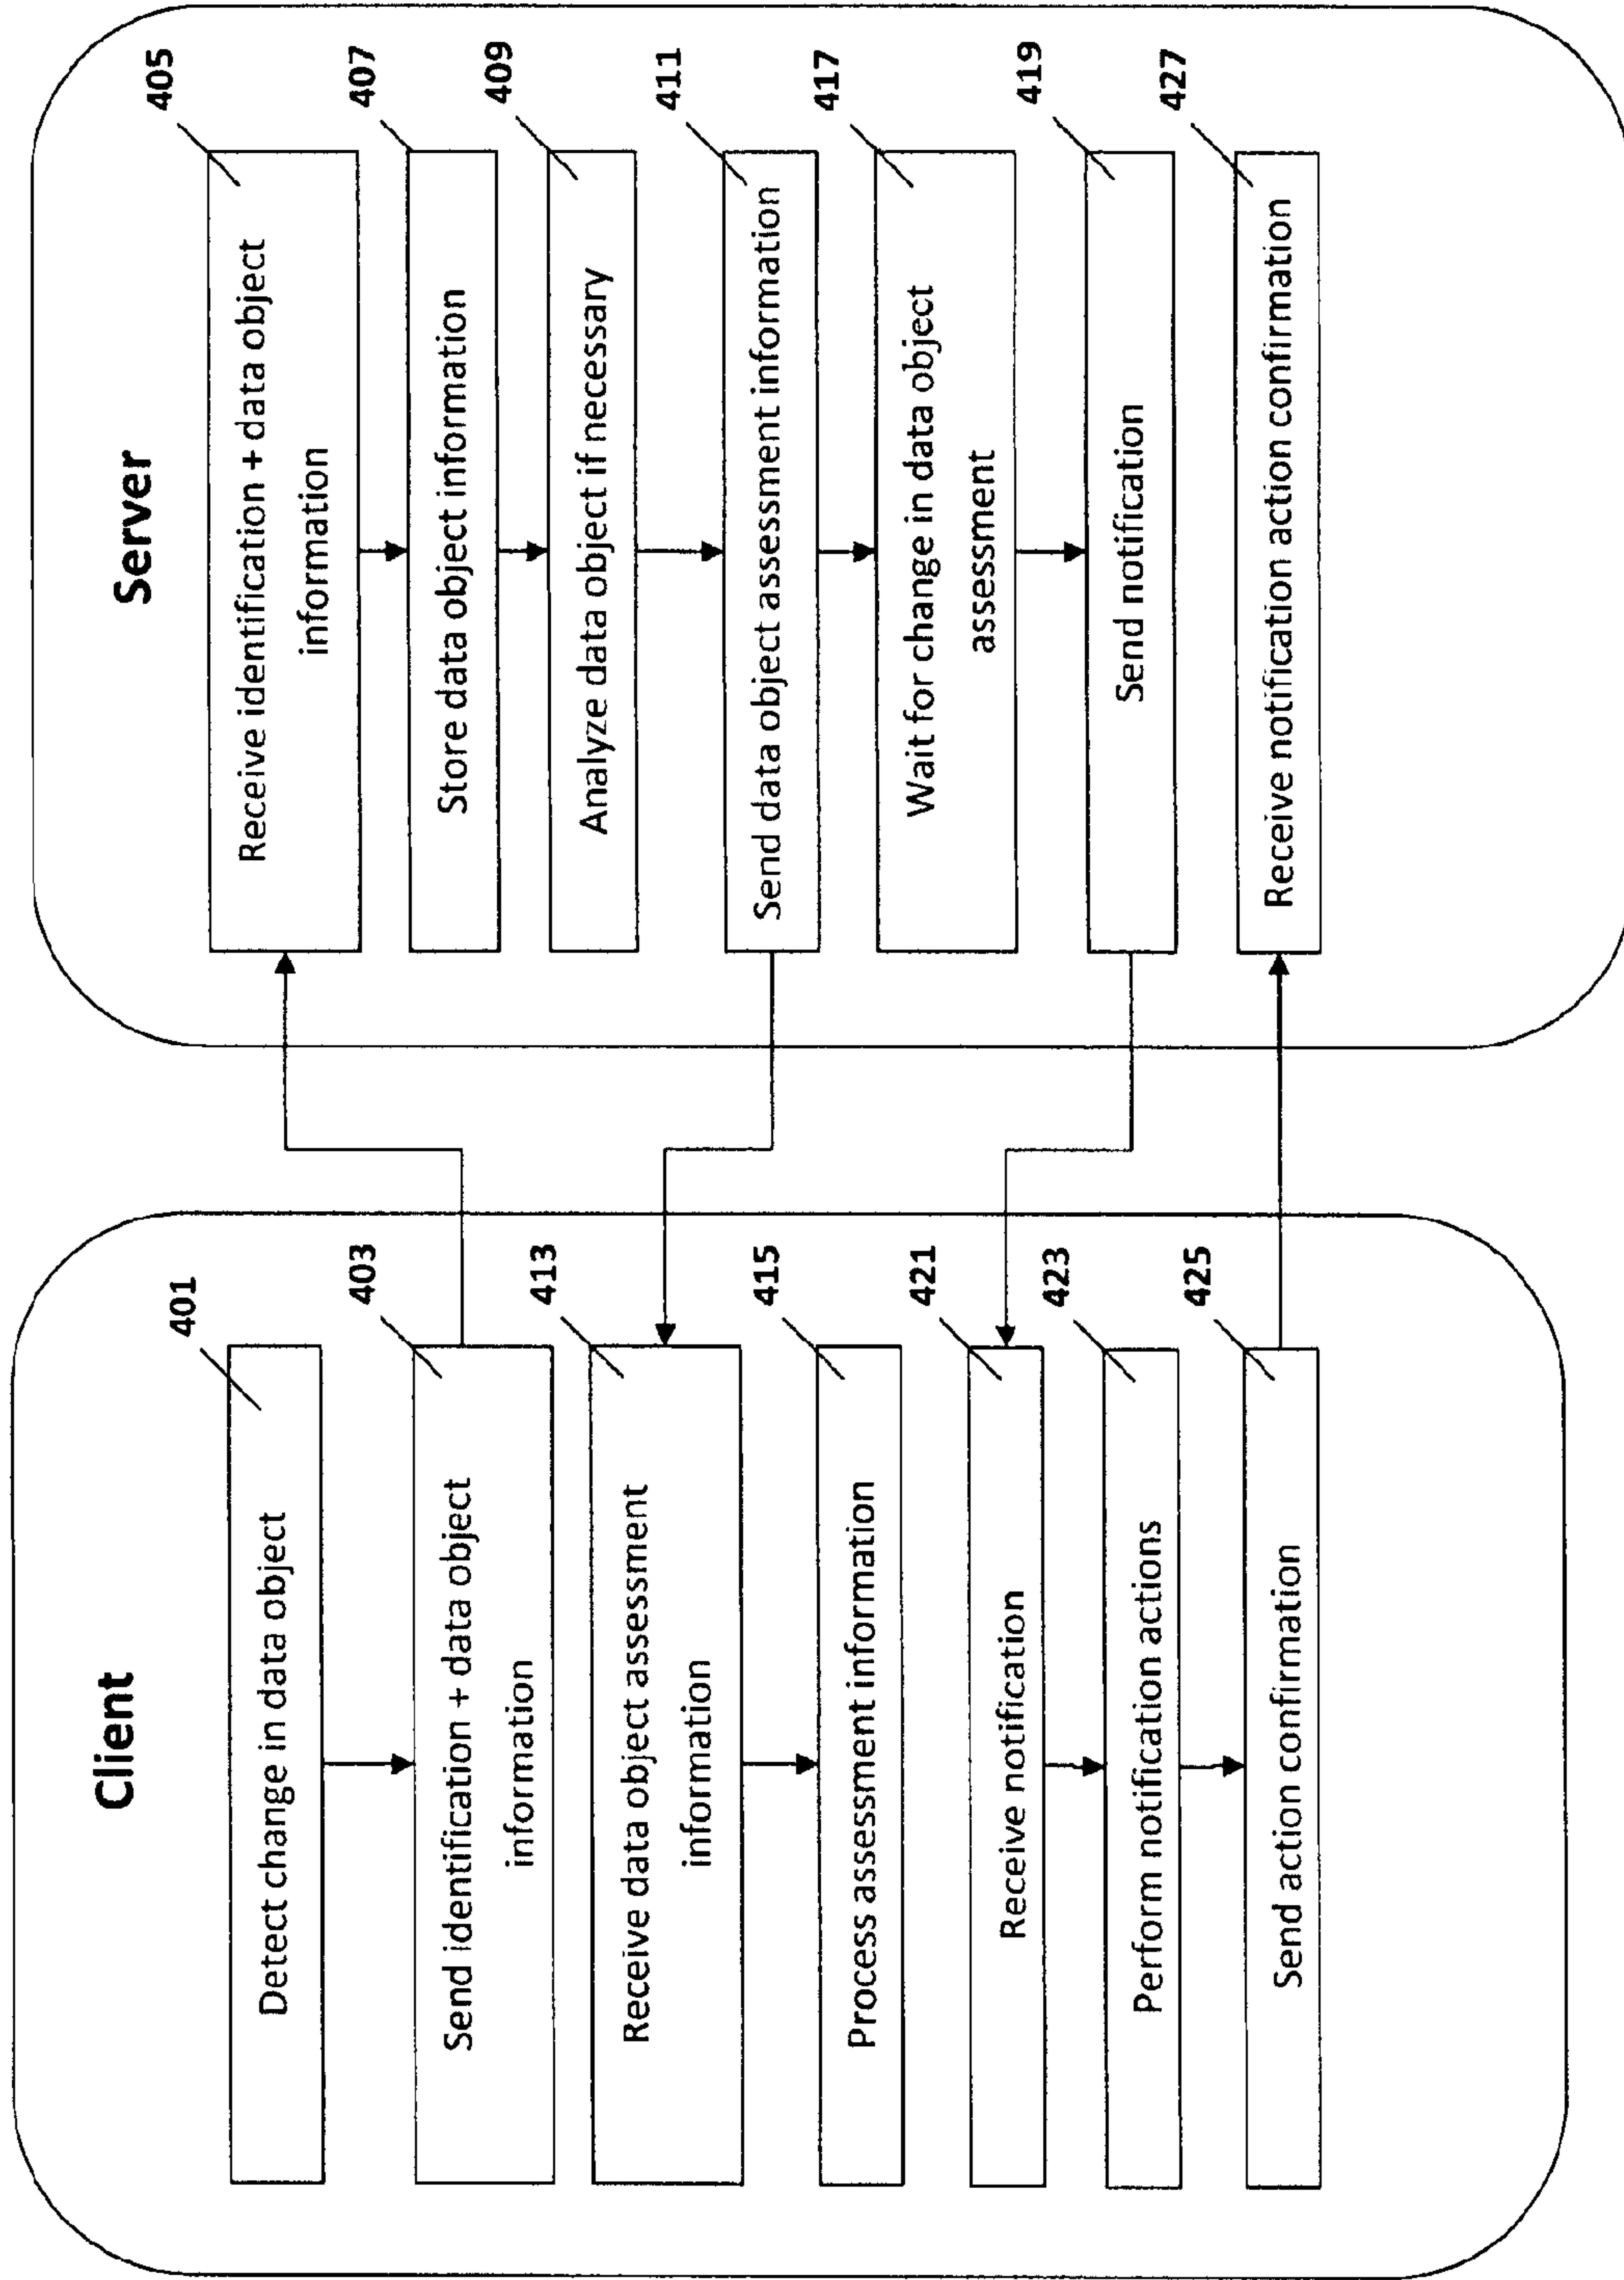 Client
401
Detect change in data object
403
Send identification + data object
information
413
Receive data object assessment
information
415
Process assessment information
421
Receive notification
423
Perform notification actions
425
Send action confirmation
Server
405
Receive identification + data object
information
407
Store data object information
409
Analyze data object if necessary
411
Send data object assessment information
417
Wait for change in data object
assessment
419
Send notification
427
Receive notification action confirmation